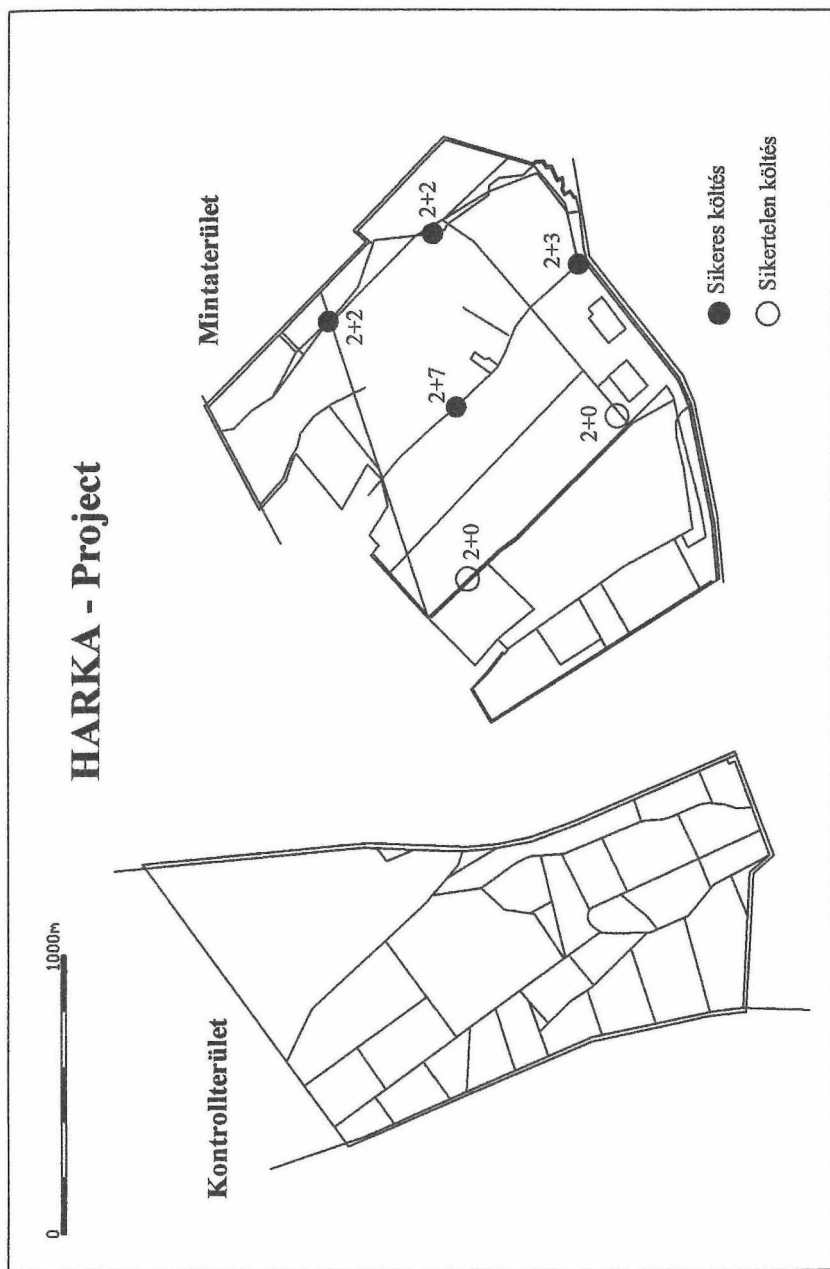 HARKA - Project
0 1000m
Kontrollterület
Mintaterület
2+2
2+2
2+7
2+3
2+0
2+0
Sikeres költés
Sikertelen költés